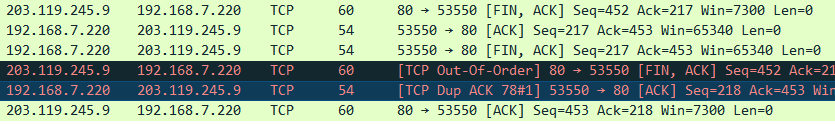 203.119.245.9 192.168.7.220 TCP 60 80 → 53550 [FIN, ACK] Seq=452 Ack=217 Win=7300 Len=0
192.168.7.220 203.119.245.9 TCP 54 53550 → 80 [ACK] Seq=217 Ack=453 Win=65340 Len=0
192.168.7.220 203.119.245.9 TCP 54 53550 → 80 [FIN, ACK] Seq=217 Ack=453 Win=65340 Len=0
203.119.245.9 192.168.7.220 TCP 60 [TCP Out-Of-Order] 80 → 53550 [FIN, ACK] Seq=452 Ack=21
192.168.7.220 203.119.245.9 TCP 54 [TCP Dup ACK 78#1] 53550 → 80 [ACK] Seq=218 Ack=453 Win
203.119.245.9 192.168.7.220 TCP 60 80 → 53550 [ACK] Seq=453 Ack=218 Win=7300 Len=0